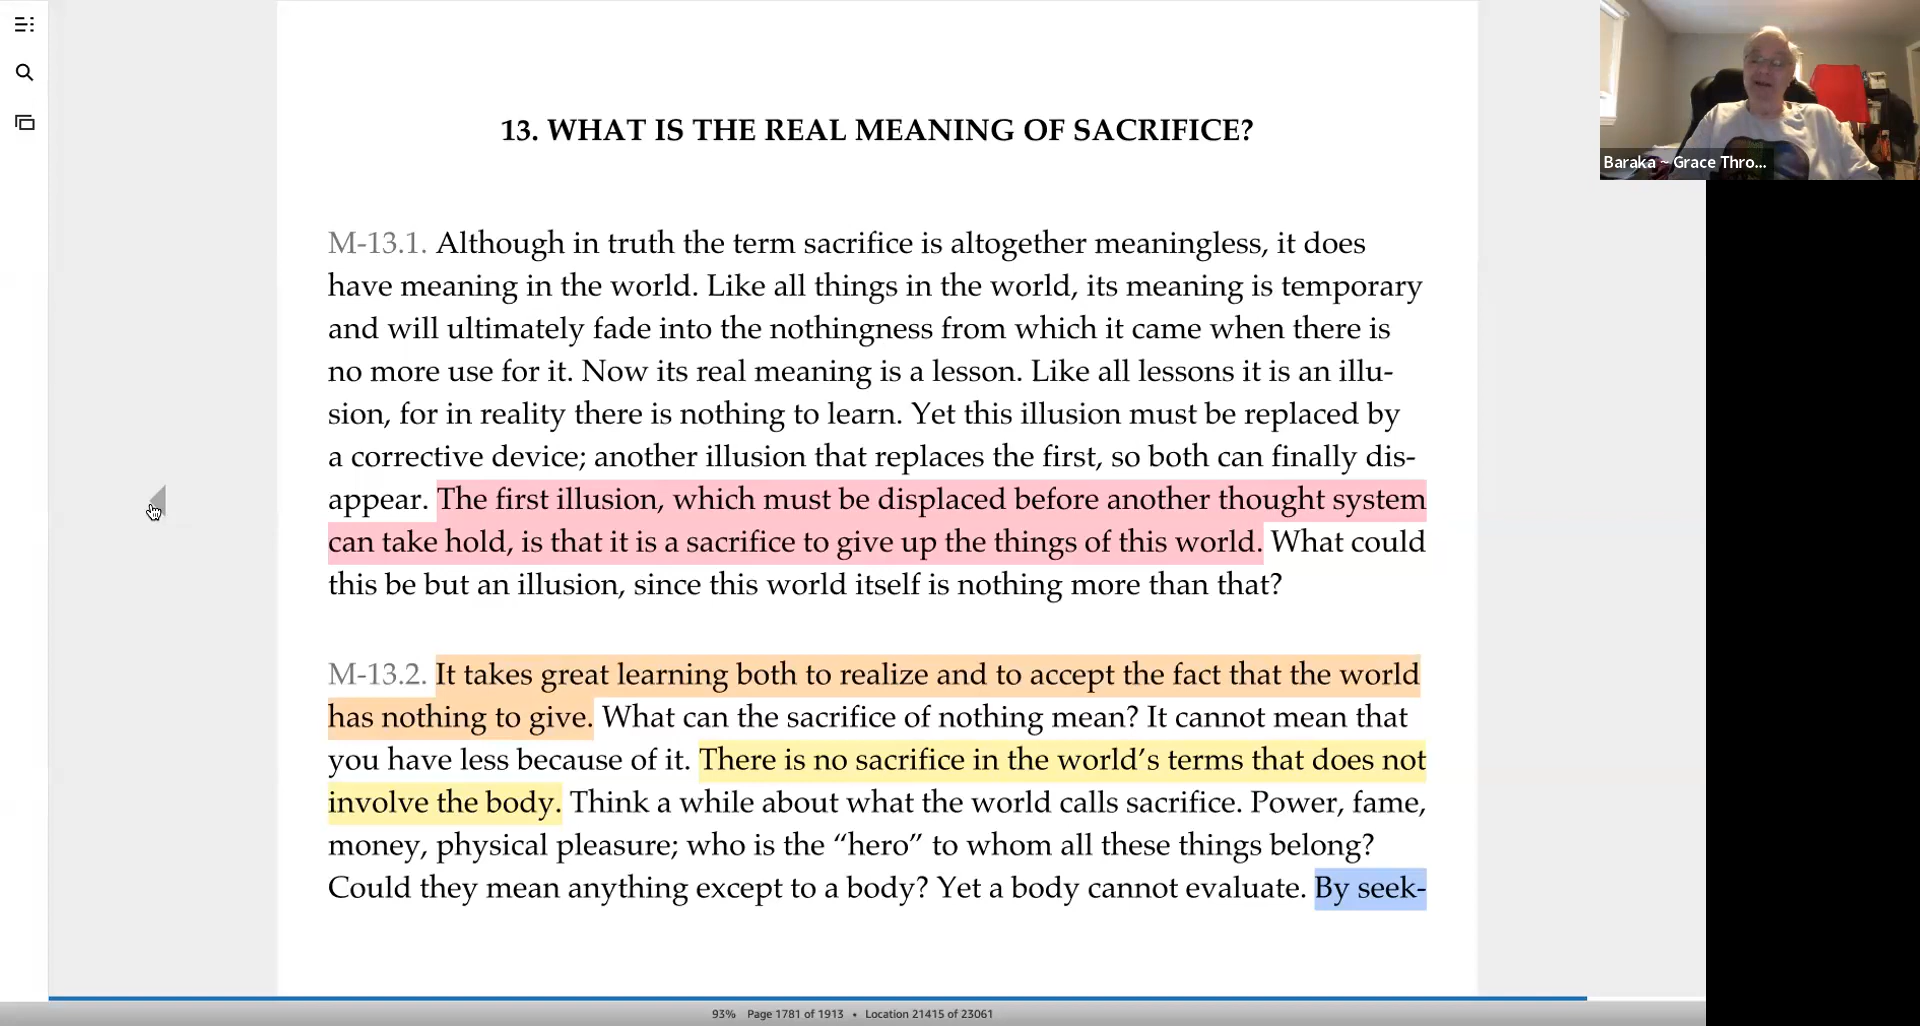 13. WHAT IS THE REAL MEANING OF SACRIFICE?
M-13.1. Although in truth the term sacrifice is altogether meaningless, it does
have meaning in the world. Like all things in the world, its meaning is temporary
and will ultimately fade into the nothingness from which it came when there is
no more use for it. Now its real meaning is a lesson. Like all lessons it is an illu-
sion, for in reality there is nothing to learn. Yet this illusion must be replaced by
a corrective device; another illusion that replaces the first, so both can finally dis-
appear. The first illusion, which must be displaced before another thought system
can take hold, is that it is a sacrifice to give up the things of this world. What could
this be but an illusion, since this world itself is nothing more than that?
M-13.2. It takes great learning both to realize and to accept the fact that the world
has nothing to give. What can the sacrifice of nothing mean? It cannot mean that
you have less because of it. There is no sacrifice in the world’s terms that does not
involve the body. Think a while about what the world calls sacrifice. Power, fame,
money, physical pleasure; who is the “hero” to whom all these things belong?
Could they mean anything except to a body? Yet a body cannot evaluate. By seek-
Baraka ~ Grace Thro...
93% Page 1781 of 1913 • Location 21415 of 23061